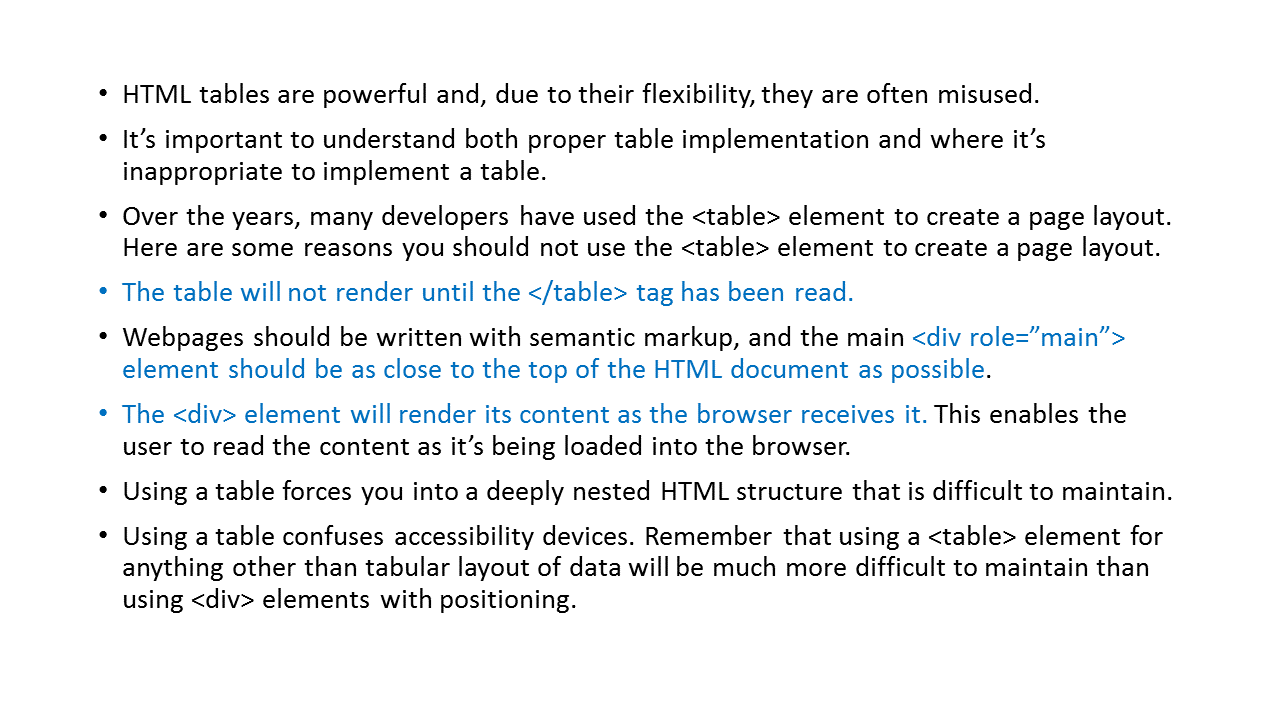 • HTML tables are powerful and, due to their flexibility, they are often misused.
• It’s important to understand both proper table implementation and where it’s
inappropriate to implement a table.
• Over the years, many developers have used the <table> element to create a page layout.
Here are some reasons you should not use the <table> element to create a page layout.
• The table will not render until the </table> tag has been read.
• Webpages should be written with semantic markup, and the main <div role=”main”>
element should be as close to the top of the HTML document as possible.
• The <div> element will render its content as the browser receives it. This enables the
user to read the content as it’s being loaded into the browser.
• Using a table forces you into a deeply nested HTML structure that is difficult to maintain.
• Using a table confuses accessibility devices. Remember that using a <table> element for
anything other than tabular layout of data will be much more difficult to maintain than
using <div> elements with positioning.